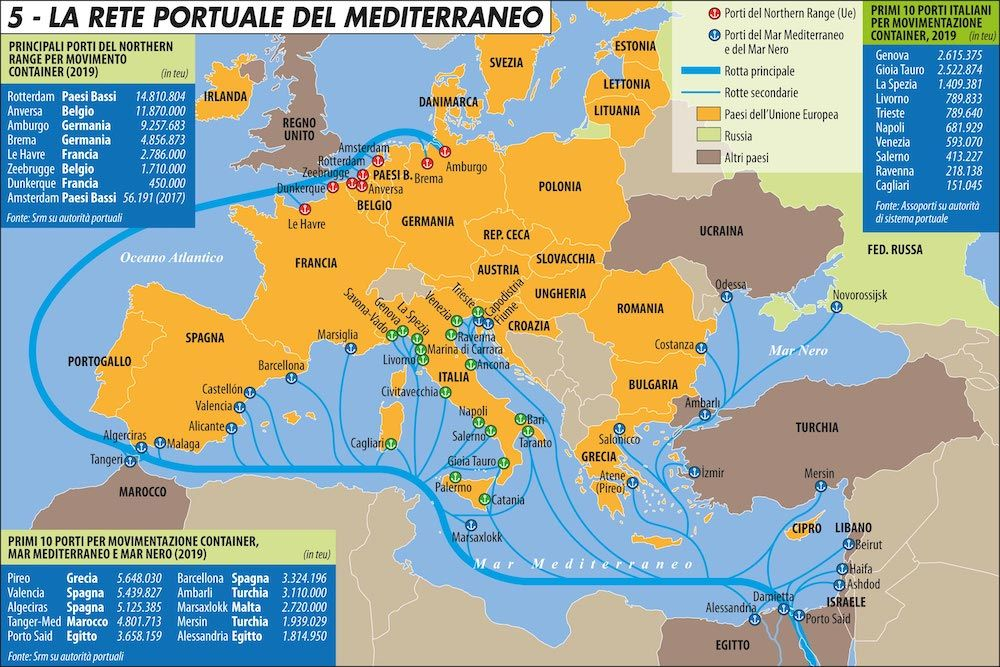 5 - LA RETE PORTUALE DEL MEDITERRANEO
PRINCIPALI PORTI DEL NORTHERN
RANGE PER MOVIMENTO
CONTAINER (2019) (in teu)
Rotterdam Paesi Bassi 14.810.804
Anversa Belgio 11.870.000
Amburgo Germania 9.257.683
Brema Germania 4.856.873
Le Havre Francia 2.786.000
Zeebrugge Belgio 1.710.000
Dunkerque Francia 450.000
Amsterdam Paesi Bassi 56.191 (2017)
Fonte: Srm su autorità portuali
Porti del Northern Range (Ue)
Porti del Mar Mediterraneo
e del Mar Nero
Rotta principale
Rotte secondarie
Paesi dell'Unione Europea
Russia
Altri paesi
PRIMI 10 PORTI ITALIANI
PER MOVIMENTAZIONE
CONTAINER, 2019 (in teu)
Genova 2.615.375
Gioia Tauro 2.522.874
La Spezia 1.409.381
Livorno 789.833
Trieste 789.640
Napoli 681.929
Venezia 593.070
Salerno 413.227
Ravenna 218.138
Cagliari 151.045
Fonte: Assoporti su autorità
di sistema portuale
SVEZIA
ESTONIA
LETTONIA
LITUANIA
IRLANDA
DANIMARCA
REGNO
UNITO
Amsterdam
Rotterdam
Zeebrugge
Dunkerque
PAESI B.
Brema
Amburgo
Anversa
BELGIO
Le Havre
POLONIA
GERMANIA
REP. CECA
UCRAINA
FED. RUSSA
Oceano Atlantico
FRANCIA
SLOVACCHIA
AUSTRIA
UNGHERIA
ROMANIA
Odessa
Novorossijsk
Savona Vado
Genova
La Spezia
Venezia
Trieste
Capodistria
Fiume
CROAZIA
SPAGNA
PORTOGALLO
Marsiglia
Ravenna
Marina di Carrara
Livorno
Ancona
Costanza
Mar Nero
Barcellona
ITALIA
BULGARIA
Castellón
Valencia
Civitavecchia
Ambarlı
Alicante
Napoli
Bari
Salerno
Taranto
Salonicco
TURCHIA
Algerciras
Malaga
Tangeri
Cagliari
Gioia Tauro
GRECIA
Atene
(Pireo)
İzmir
Mersin
MAROCCO
Palermo
Catania
Marsaxlokk
CIPRO
LIBANO
Beirut
Mar Mediterraneo
Haifa
Ashdod
ISRAELE
Damietta
Alessandria
Porto Said
EGITTO
PRIMI 10 PORTI PER MOVIMENTAZIONE CONTAINER,
MAR MEDITERRANEO E MAR NERO (2019) (in teu)
Pireo Grecia 5.648.030 Barcellona Spagna 3.324.196
Valencia Spagna 5.439.827 Ambarli Turchia 3.110.000
Algeciras Spagna 5.125.385 Marsaxlokk Malta 2.720.000
Tanger-Med Marocco 4.801.713 Mersin Turchia 1.939.029
Porto Said Egitto 3.658.159 Alessandria Egitto 1.814.950
Fonte: Srm su autorità portuali